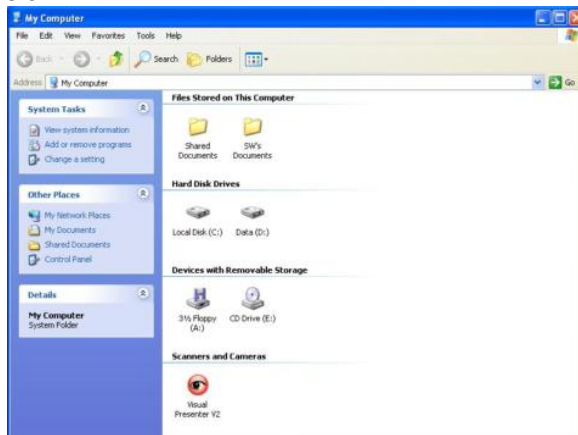 My Computer
File Edit View Favorites Tools Help
Back Search Folders
Address My Computer Go
System Tasks
View system information
Add or remove programs
Change a setting
Other Places
My Network Places
My Documents
Shared Documents
Control Panel
Details
My Computer
System Folder
Files Stored on This Computer
Shared
Documents
SW's
Documents
Hard Disk Drives
Local Disk (C:) Data (D:)
Devices with Removable Storage
3½ Floppy
(A:)
CD Drive (E:)
Scanners and Cameras
Visual
Presenter V2